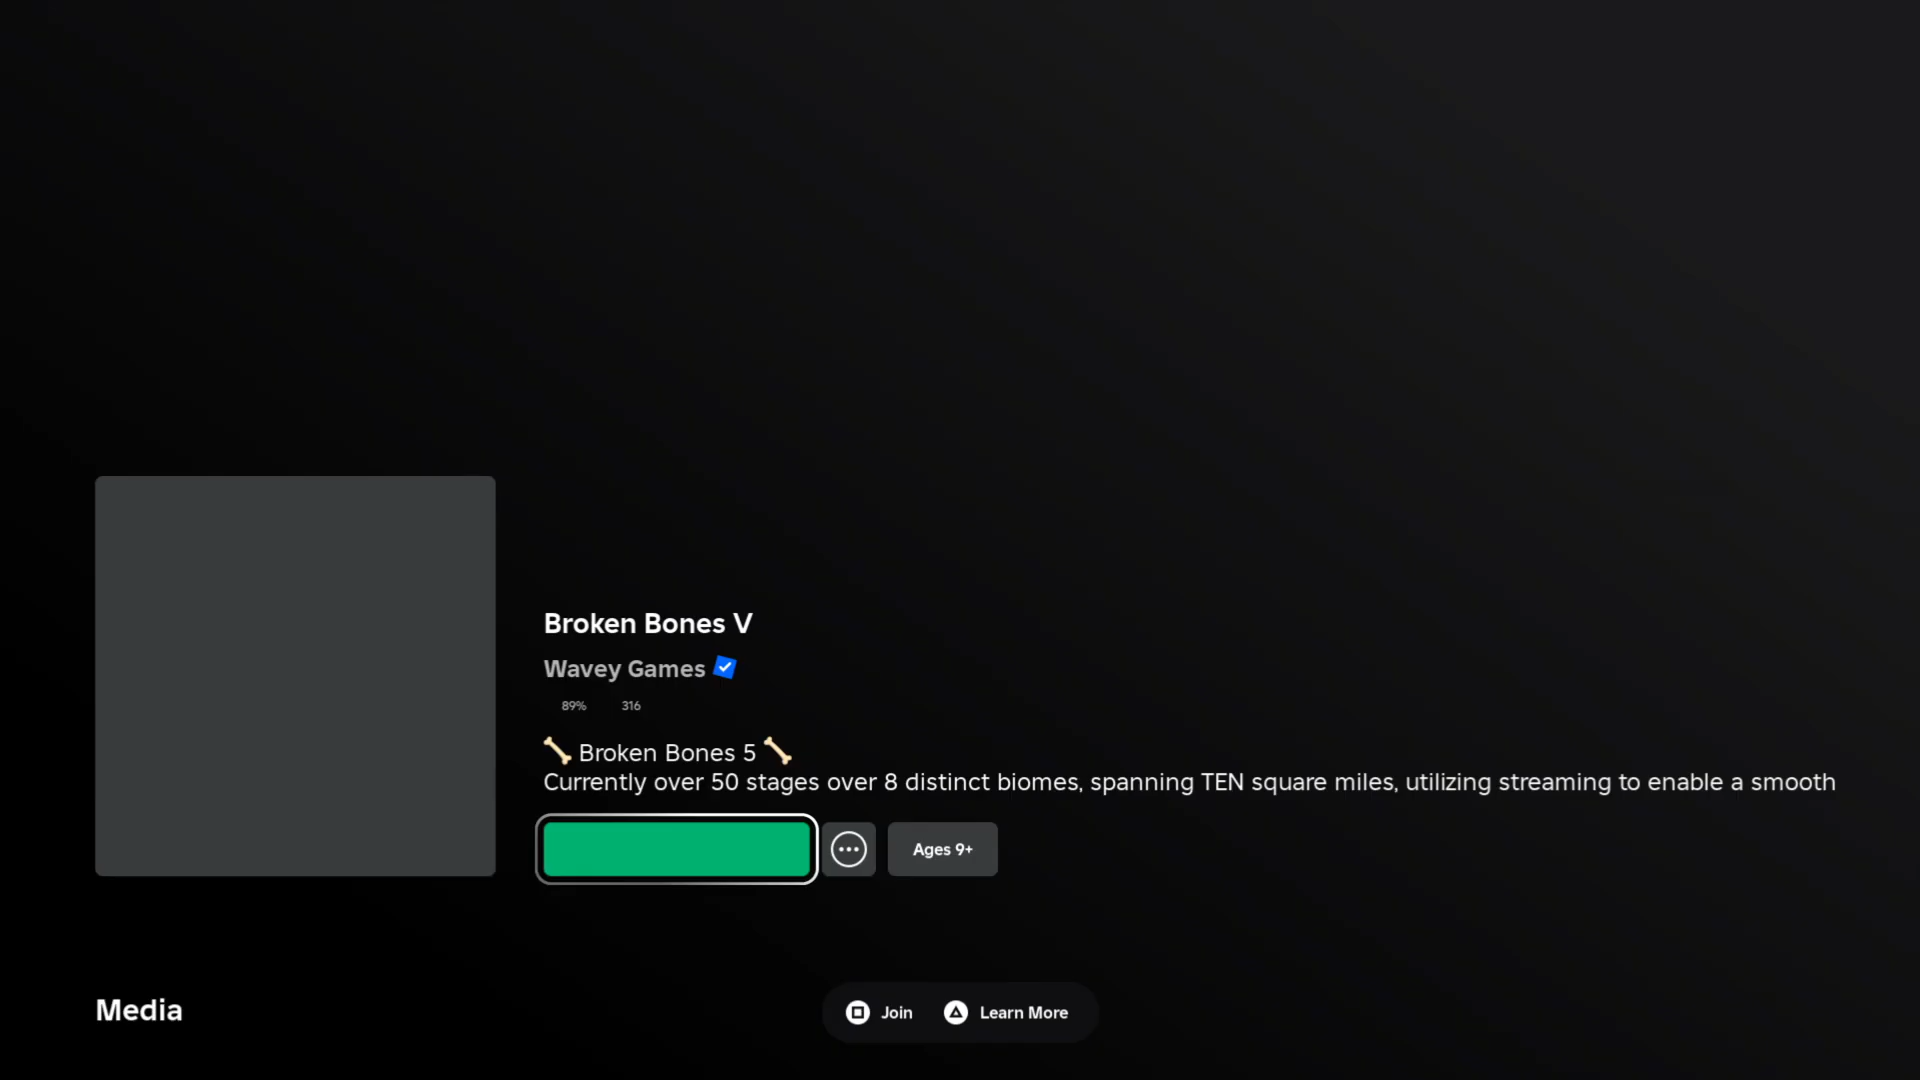 Broken Bones V
Wavey Games
89% 316
🦴 Broken Bones 5 🦴
Currently over 50 stages over 8 distinct biomes, spanning TEN square miles, utilizing streaming to enable a smooth
Ages 9+
Media
Join Learn More